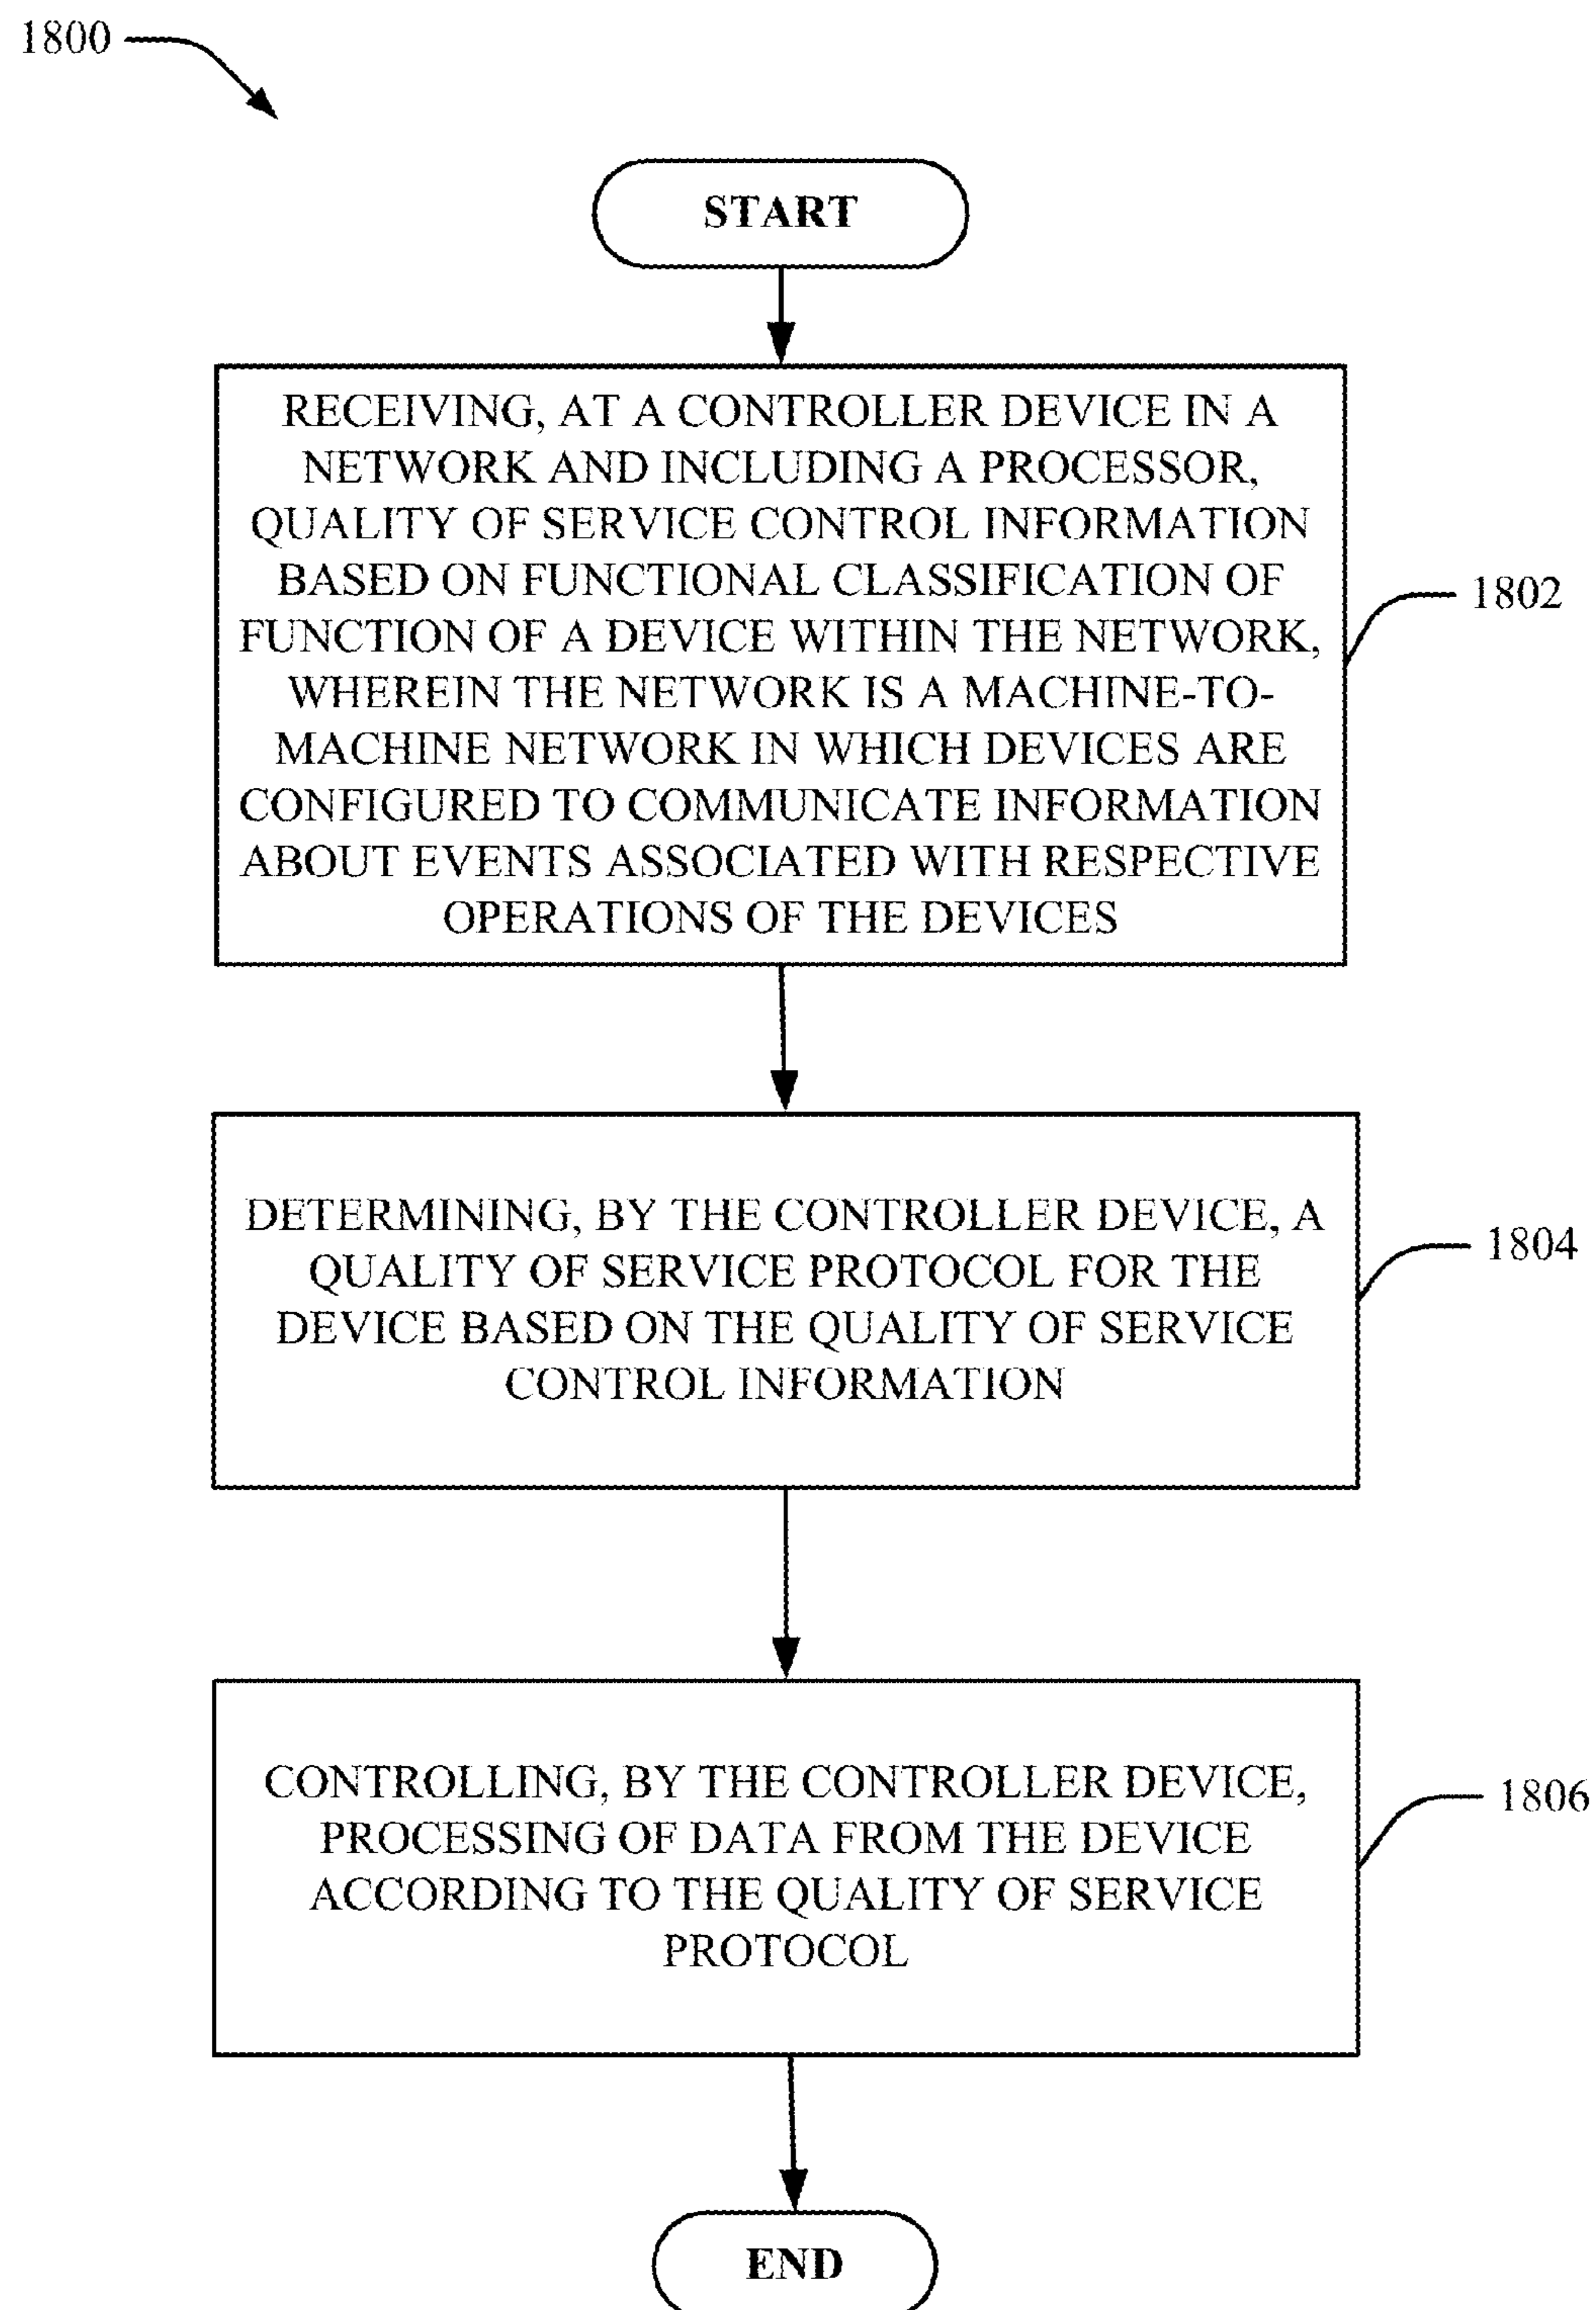 1800
START
RECEIVING, AT A CONTROLLER DEVICE IN A
NETWORK AND INCLUDING A PROCESSOR,
QUALITY OF SERVICE CONTROL INFORMATION
BASED ON FUNCTIONAL CLASSIFICATION OF
FUNCTION OF A DEVICE WITHIN THE NETWORK,
WHEREIN THE NETWORK IS A MACHINE-TO-
MACHINE NETWORK IN WHICH DEVICES ARE
CONFIGURED TO COMMUNICATE INFORMATION
ABOUT EVENTS ASSOCIATED WITH RESPECTIVE
OPERATIONS OF THE DEVICES
1802
DETERMINING, BY THE CONTROLLER DEVICE, A
QUALITY OF SERVICE PROTOCOL FOR THE
DEVICE BASED ON THE QUALITY OF SERVICE
CONTROL INFORMATION
1804
CONTROLLING, BY THE CONTROLLER DEVICE,
PROCESSING OF DATA FROM THE DEVICE
ACCORDING TO THE QUALITY OF SERVICE
PROTOCOL
1806
END